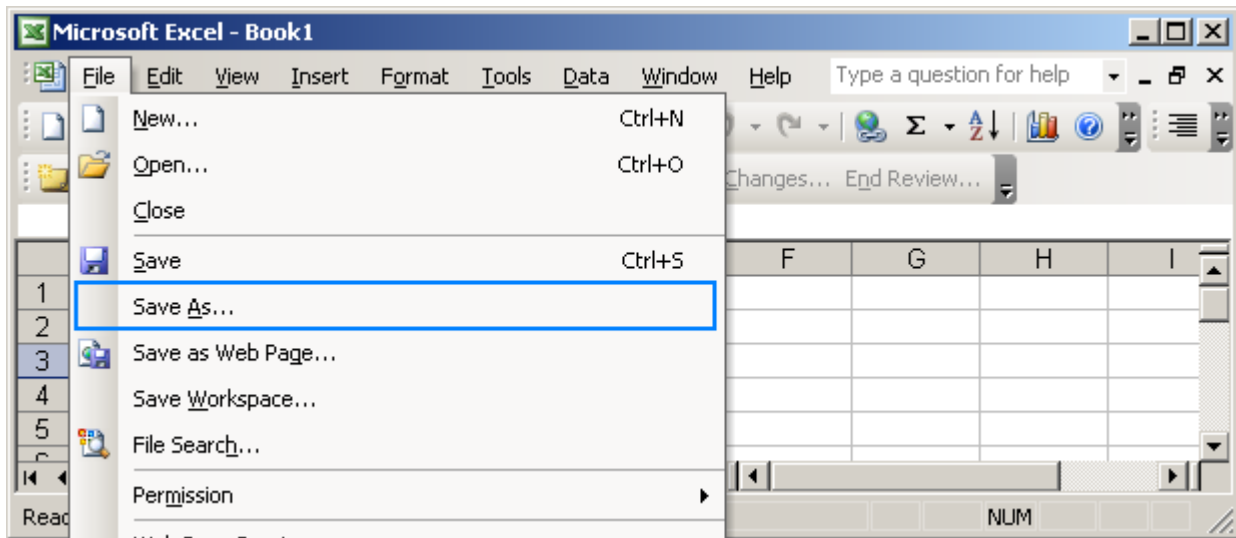 Microsoft Excel - Book1
File Edit View Insert Format Tools Data Window Help Type a question for help
New... Ctrl+N
Open... Ctrl+O
Changes... End Review...
Close
Save Ctrl+S
F G H I
Save As...
1
2
Save as Web Page...
3
Save Workspace...
4
File Search...
5
Permission
NUM